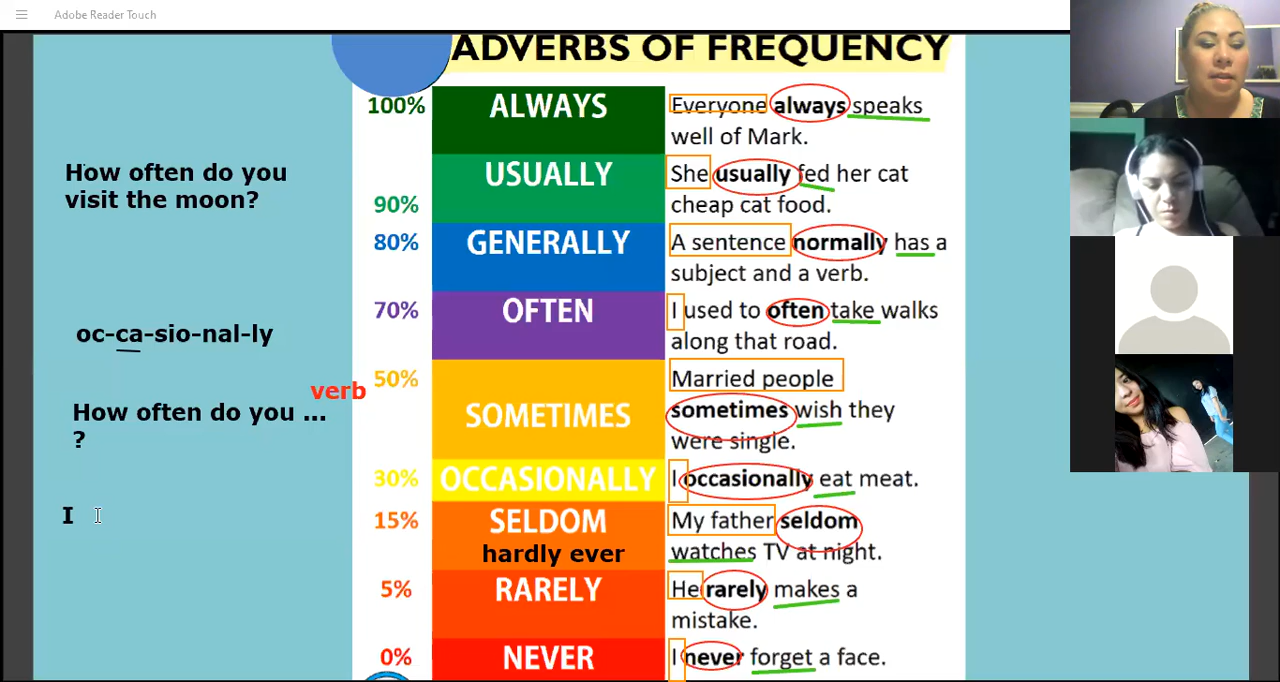 Adobe Reader Touch
ADVERBS OF FREQUENCY
How often do you
visit the moon?
oc-ca-sio-nal-ly
verb
How often do you ...
?
I
100% ALWAYS Everyone always speaks
well of Mark.
USUALLY She usually fed her cat
90% cheap cat food.
80% GENERALLY A sentence normally has a
subject and a verb.
70% OFTEN I used to often take walks
along that road.
50% Married people
SOMETIMES sometimes wish they
were single.
30% OCCASIONALLY I occasionally eat meat.
15% SELDOM My father seldom
hardly ever watches TV at night.
5% RARELY He rarely makes a
mistake.
0% NEVER I never forget a face.